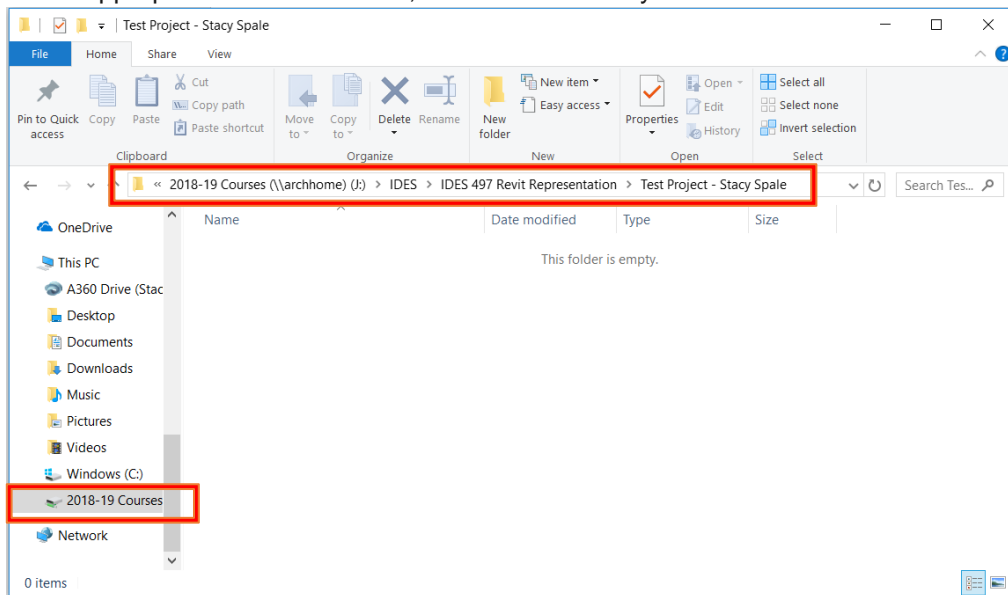 Test Project - Stacy Spale
File Home Share View
Pin to Quick access
Copy
Paste
Cut
Copy path
Paste shortcut
Clipboard
Move to
Copy to
Delete
Rename
Organize
New folder
New item
Easy access
New
Properties
Open
Edit
History
Open
Select all
Select none
Invert selection
Select
« 2018-19 Courses (\\archhome) (J:) > IDES > IDES 497 Revit Representation > Test Project - Stacy Spale
Search Tes...
Name Date modified Type Size
This folder is empty.
OneDrive
This PC
A360 Drive (Stac
Desktop
Documents
Downloads
Music
Pictures
Videos
Windows (C:)
2018-19 Courses
Network
0 items